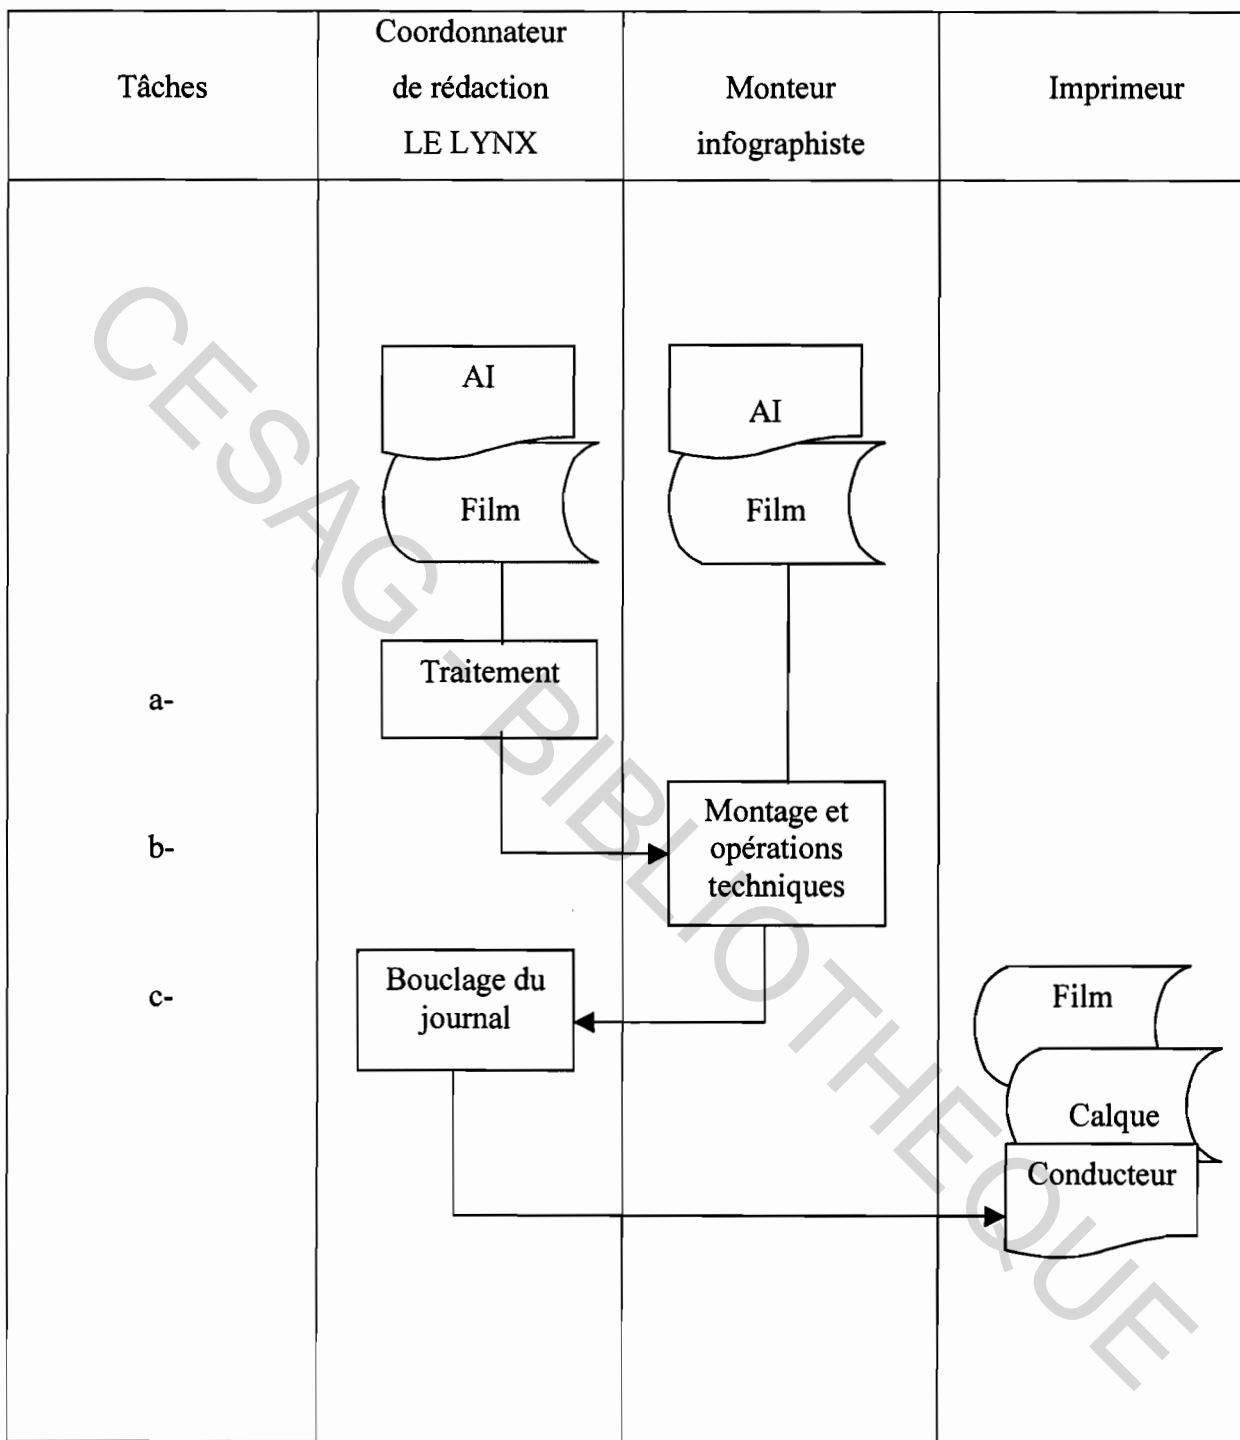 Tâches
Coordonnateur
de rédaction
LE LYNX
Monteur
infographiste
Imprimeur
AI
Film
AI
Film
a-
Traitement
b-
Montage et
opérations
techniques
c-
Bouclage du
journal
Film
Calque
Conducteur
CESAG - BIBLIOTHEQUE